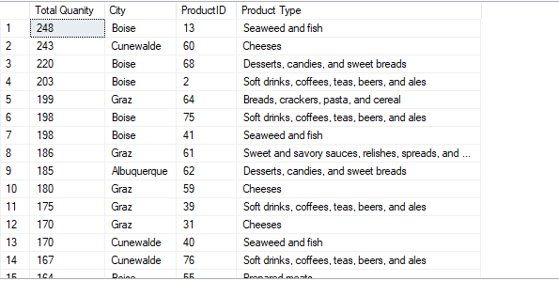 Total Quanity City ProductID Product Type
1 248 Boise 13 Seaweed and fish
2 243 Cunewalde 60 Cheeses
3 220 Boise 68 Desserts, candies, and sweet breads
4 203 Boise 2 Soft drinks, coffees, teas, beers, and ales
5 199 Graz 64 Breads, crackers, pasta, and cereal
6 198 Boise 75 Soft drinks, coffees, teas, beers, and ales
7 198 Boise 41 Seaweed and fish
8 186 Graz 61 Sweet and savory sauces, relishes, spreads, and ...
9 185 Albuquerque 62 Desserts, candies, and sweet breads
10 180 Graz 59 Cheeses
11 175 Graz 39 Soft drinks, coffees, teas, beers, and ales
12 170 Graz 31 Cheeses
13 170 Cunewalde 40 Seaweed and fish
14 167 Cunewalde 76 Soft drinks, coffees, teas, beers, and ales
15 164 Boise 55 Prepared meats